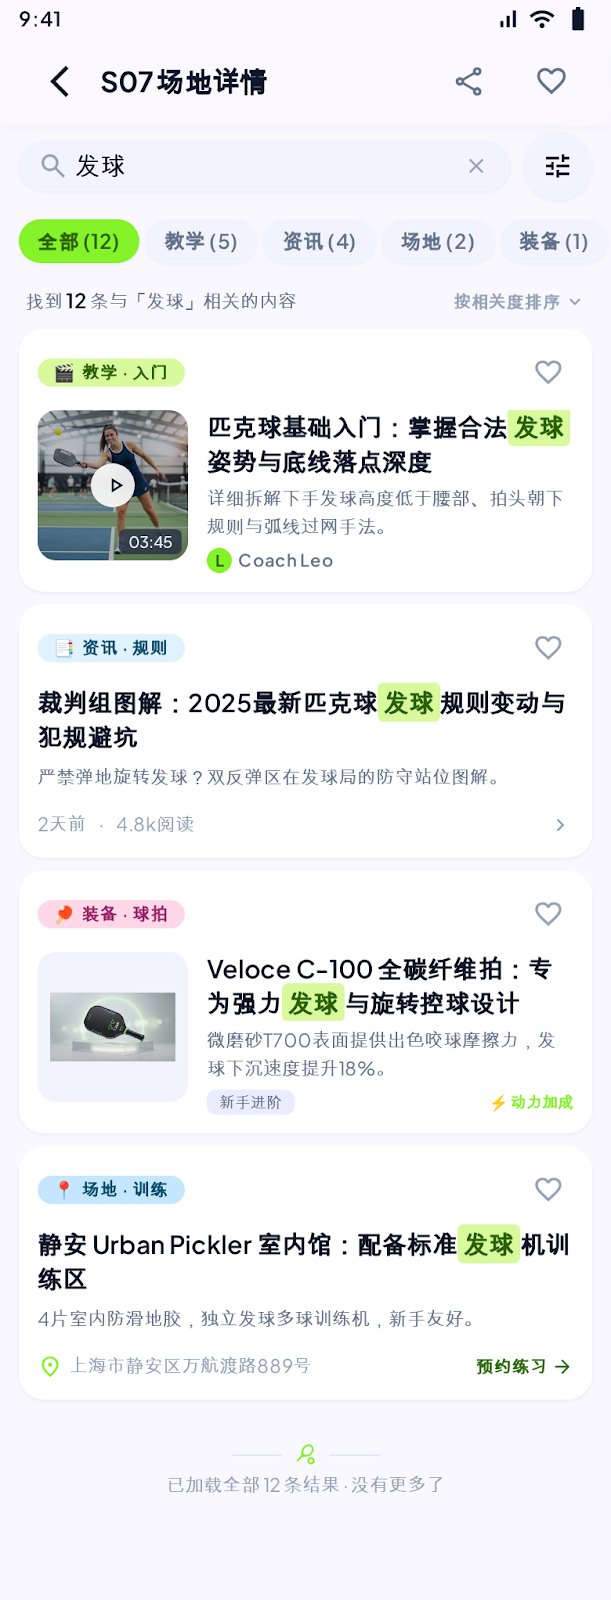 9:41
S07场地详情
发球
全部 (12) 教学 (5) 资讯 (4) 场地 (2) 装备 (1)
找到 12 条与「发球」相关的内容 按相关度排序
教学 · 入门
匹克球基础入门：掌握合法 发球
姿势与底线落点深度
详细拆解下手发球高度低于腰部、拍头朝下
规则与弧线过网手法。
03:45
L Coach Leo
资讯 · 规则
裁判组图解：2025最新匹克球 发球 规则变动与
犯规避坑
严禁弹地旋转发球？双反弹区在发球局的防守站位图解。
2天前 · 4.8k阅读
装备 · 球拍
Veloce C-100 全碳纤维拍：专
为强力 发球 与旋转控球设计
微磨砂T700表面提供出色咬球摩擦力，发
球下沉速度提升18%。
新手进阶 动力加成
场地 · 训练
静安 Urban Pickler 室内馆：配备标准 发球 机训
练区
4片室内防滑地胶，独立发球多球训练机，新手友好。
上海市静安区万航渡路889号 预约练习
已加载全部 12 条结果 · 没有更多了